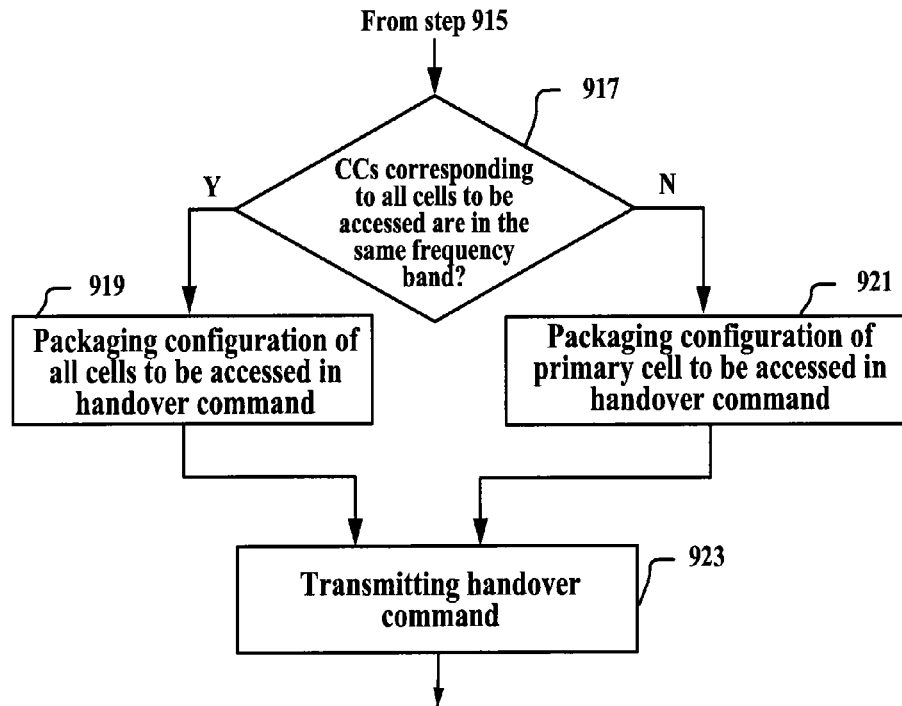 From step 915
917
CCs corresponding
to all cells to be
accessed are in the
same frequency
band?
Y
N
919
Packaging configuration of
all cells to be accessed in
handover command
921
Packaging configuration of
primary cell to be accessed in
handover command
923
Transmitting handover
command